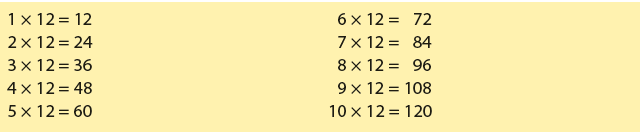 1 × 12 = 12
2 × 12 = 24
3 × 12 = 36
4 × 12 = 48
5 × 12 = 60
6 × 12 = 72
7 × 12 = 84
8 × 12 = 96
9 × 12 = 108
10 × 12 = 120